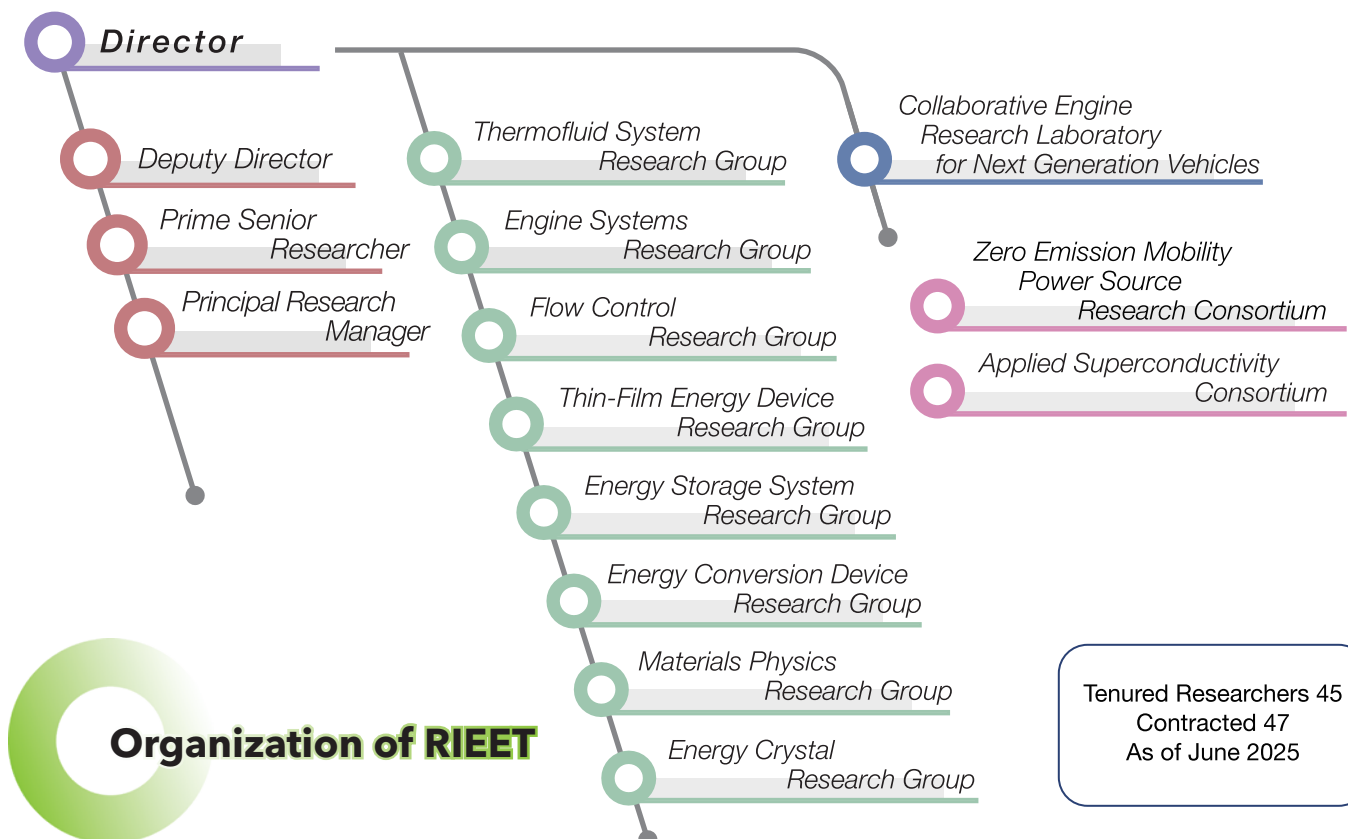 Director
Deputy Director
Prime Senior
Researcher
Principal Research
Manager
Thermofluid System
Research Group
Engine Systems
Research Group
Flow Control
Research Group
Thin-Film Energy Device
Research Group
Energy Storage System
Research Group
Energy Conversion Device
Research Group
Materials Physics
Research Group
Energy Crystal
Research Group
Collaborative Engine
Research Laboratory
for Next Generation Vehicles
Zero Emission Mobility
Power Source
Research Consortium
Applied Superconductivity
Consortium
Organization of RIEET
Tenured Researchers 45
Contracted 47
As of June 2025